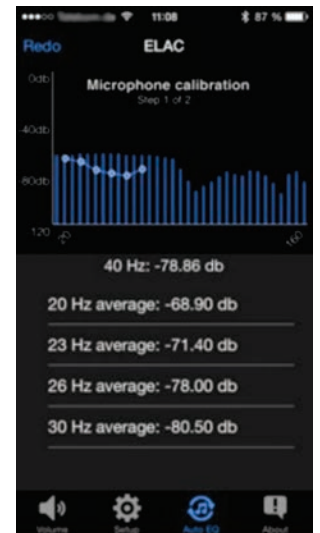 11:08 87 %
Redo ELAC
0db
Microphone calibration
Step 1 of 2
-40db
-80db
120
20 160
40 Hz: -78.86 db
20 Hz average: -68.90 db
23 Hz average: -71.40 db
26 Hz average: -78.00 db
30 Hz average: -80.50 db
Volume Setup Auto EQ About